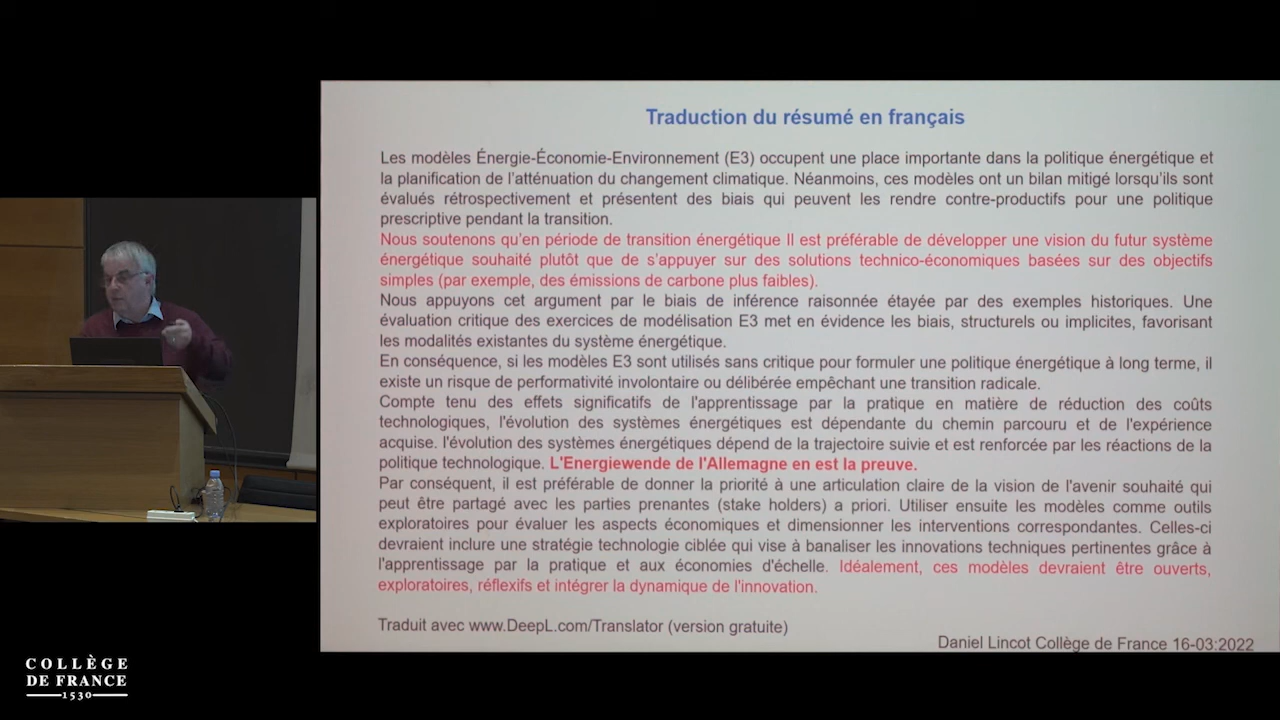 Traduction du résumé en français
Les modèles Énergie-Économie-Environnement (E3) occupent une place importante dans la politique énergétique et
la planification de l'atténuation du changement climatique. Néanmoins, ces modèles ont un bilan mitigé lorsqu'ils sont
évalués rétrospectivement et présentent des biais qui peuvent les rendre contre-productifs pour une politique
prescriptive pendant la transition.
Nous soutenons qu'en période de transition énergétique Il est préférable de développer une vision du futur système
énergétique souhaité plutôt que de s'appuyer sur des solutions technico-économiques basées sur des objectifs
simples (par exemple, des émissions de carbone plus faibles).
Nous appuyons cet argument par le biais de inférence raisonnée étayée par des exemples historiques. Une
évaluation critique des exercices de modélisation E3 met en évidence les biais, structurels ou implicites, favorisant
les modalités existantes du système énergétique.
En conséquence, si les modèles E3 sont utilisés sans critique pour formuler une politique énergétique à long terme, il
existe un risque de performativité involontaire ou délibérée empêchant une transition radicale.
Compte tenu des effets significatifs de l'apprentissage par la pratique en matière de réduction des coûts
technologiques, l'évolution des systèmes énergétiques est dépendante du chemin parcouru et de l'expérience
acquise. l'évolution des systèmes énergétiques dépend de la trajectoire suivie et est renforcée par les réactions de la
politique technologique. L'Energiewende de l'Allemagne en est la preuve.
Par conséquent, il est préférable de donner la priorité à une articulation claire de la vision de l'avenir souhaité qui
peut être partagé avec les parties prenantes (stake holders) a priori. Utiliser ensuite les modèles comme outils
exploratoires pour évaluer les aspects économiques et dimensionner les interventions correspondantes. Celles-ci
devraient inclure une stratégie technologie ciblée qui vise à banaliser les innovations techniques pertinentes grâce à
l'apprentissage par la pratique et aux économies d'échelle. Idéalement, ces modèles devraient être ouverts,
exploratoires, réflexifs et intégrer la dynamique de l'innovation.
Traduit avec www.DeepL.com/Translator (version gratuite)
Daniel Lincot Collège de France 16-03:2022
COLLÈGE
DE FRANCE
1530